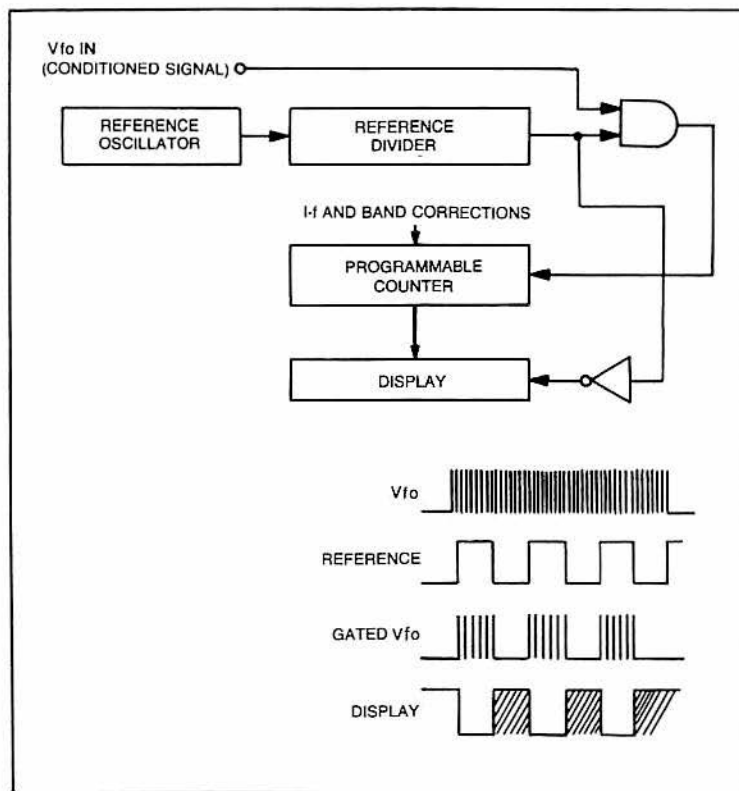 Vfo IN
(CONDITIONED SIGNAL)
REFERENCE
OSCILLATOR
REFERENCE
DIVIDER
I-f AND BAND CORRECTIONS
PROGRAMMABLE
COUNTER
DISPLAY
Vfo
REFERENCE
GATED Vfo
DISPLAY